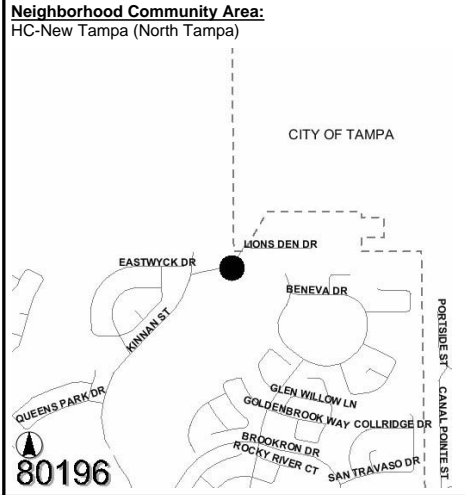 Neighborhood Community Area:
HC-New Tampa (North Tampa)
CITY OF TAMPA
LIONS DEN DR
EASTWYCK DR
BENEVA DR
KINNAN ST
PORTSIDE ST
GLEN WILLOW LN
QUEENS PARK DR
GOLDENBROOK WAY
COLLRIDGE DR
CANAL POINTE ST
BROOKRON DR
ROCKY RIVER CT
SAN TRAVASO DR
80196